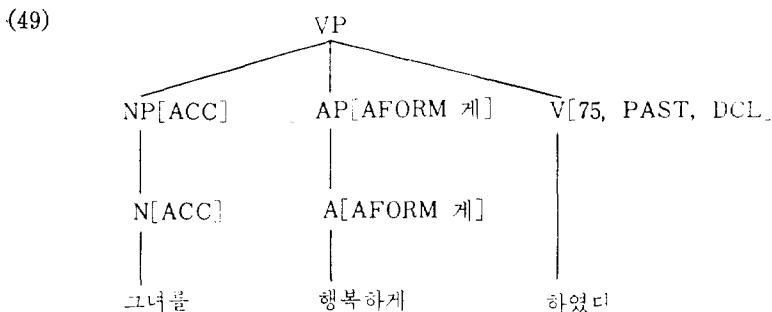 (49)
VP
NP[ACC] AP[AFORM 게] V[75, PAST, DCL]
N[ACC] A[AFORM 게]
그녀를 행복하게 하였다